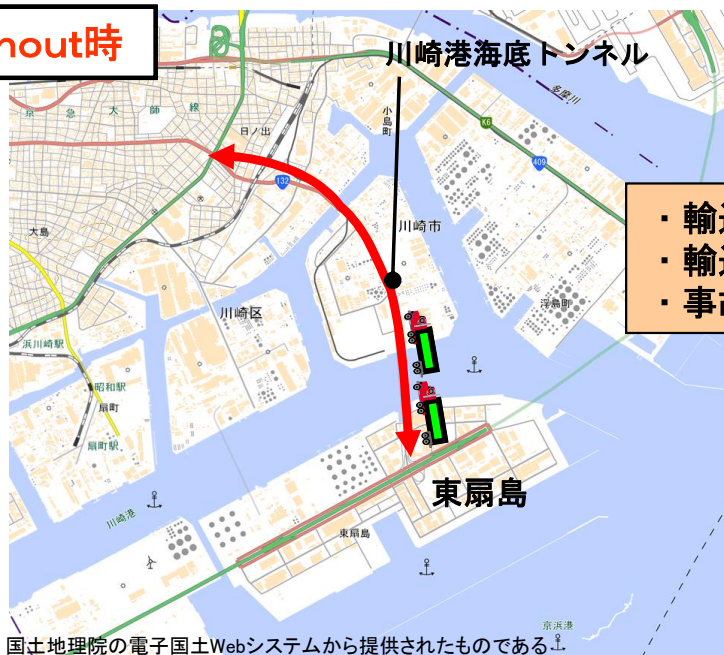 hout時
川崎港海底トンネル
多摩川
京急大師線
小島町
日ノ出
K6
409
132
・輸
・輸
・事
大島
川崎市
川崎区
浮島町
浜川崎駅
昭和駅
扇町
扇町駅
東扇島
川崎港
東扇島
京浜港
国土地理院の電子国土Webシステムから提供されたものである